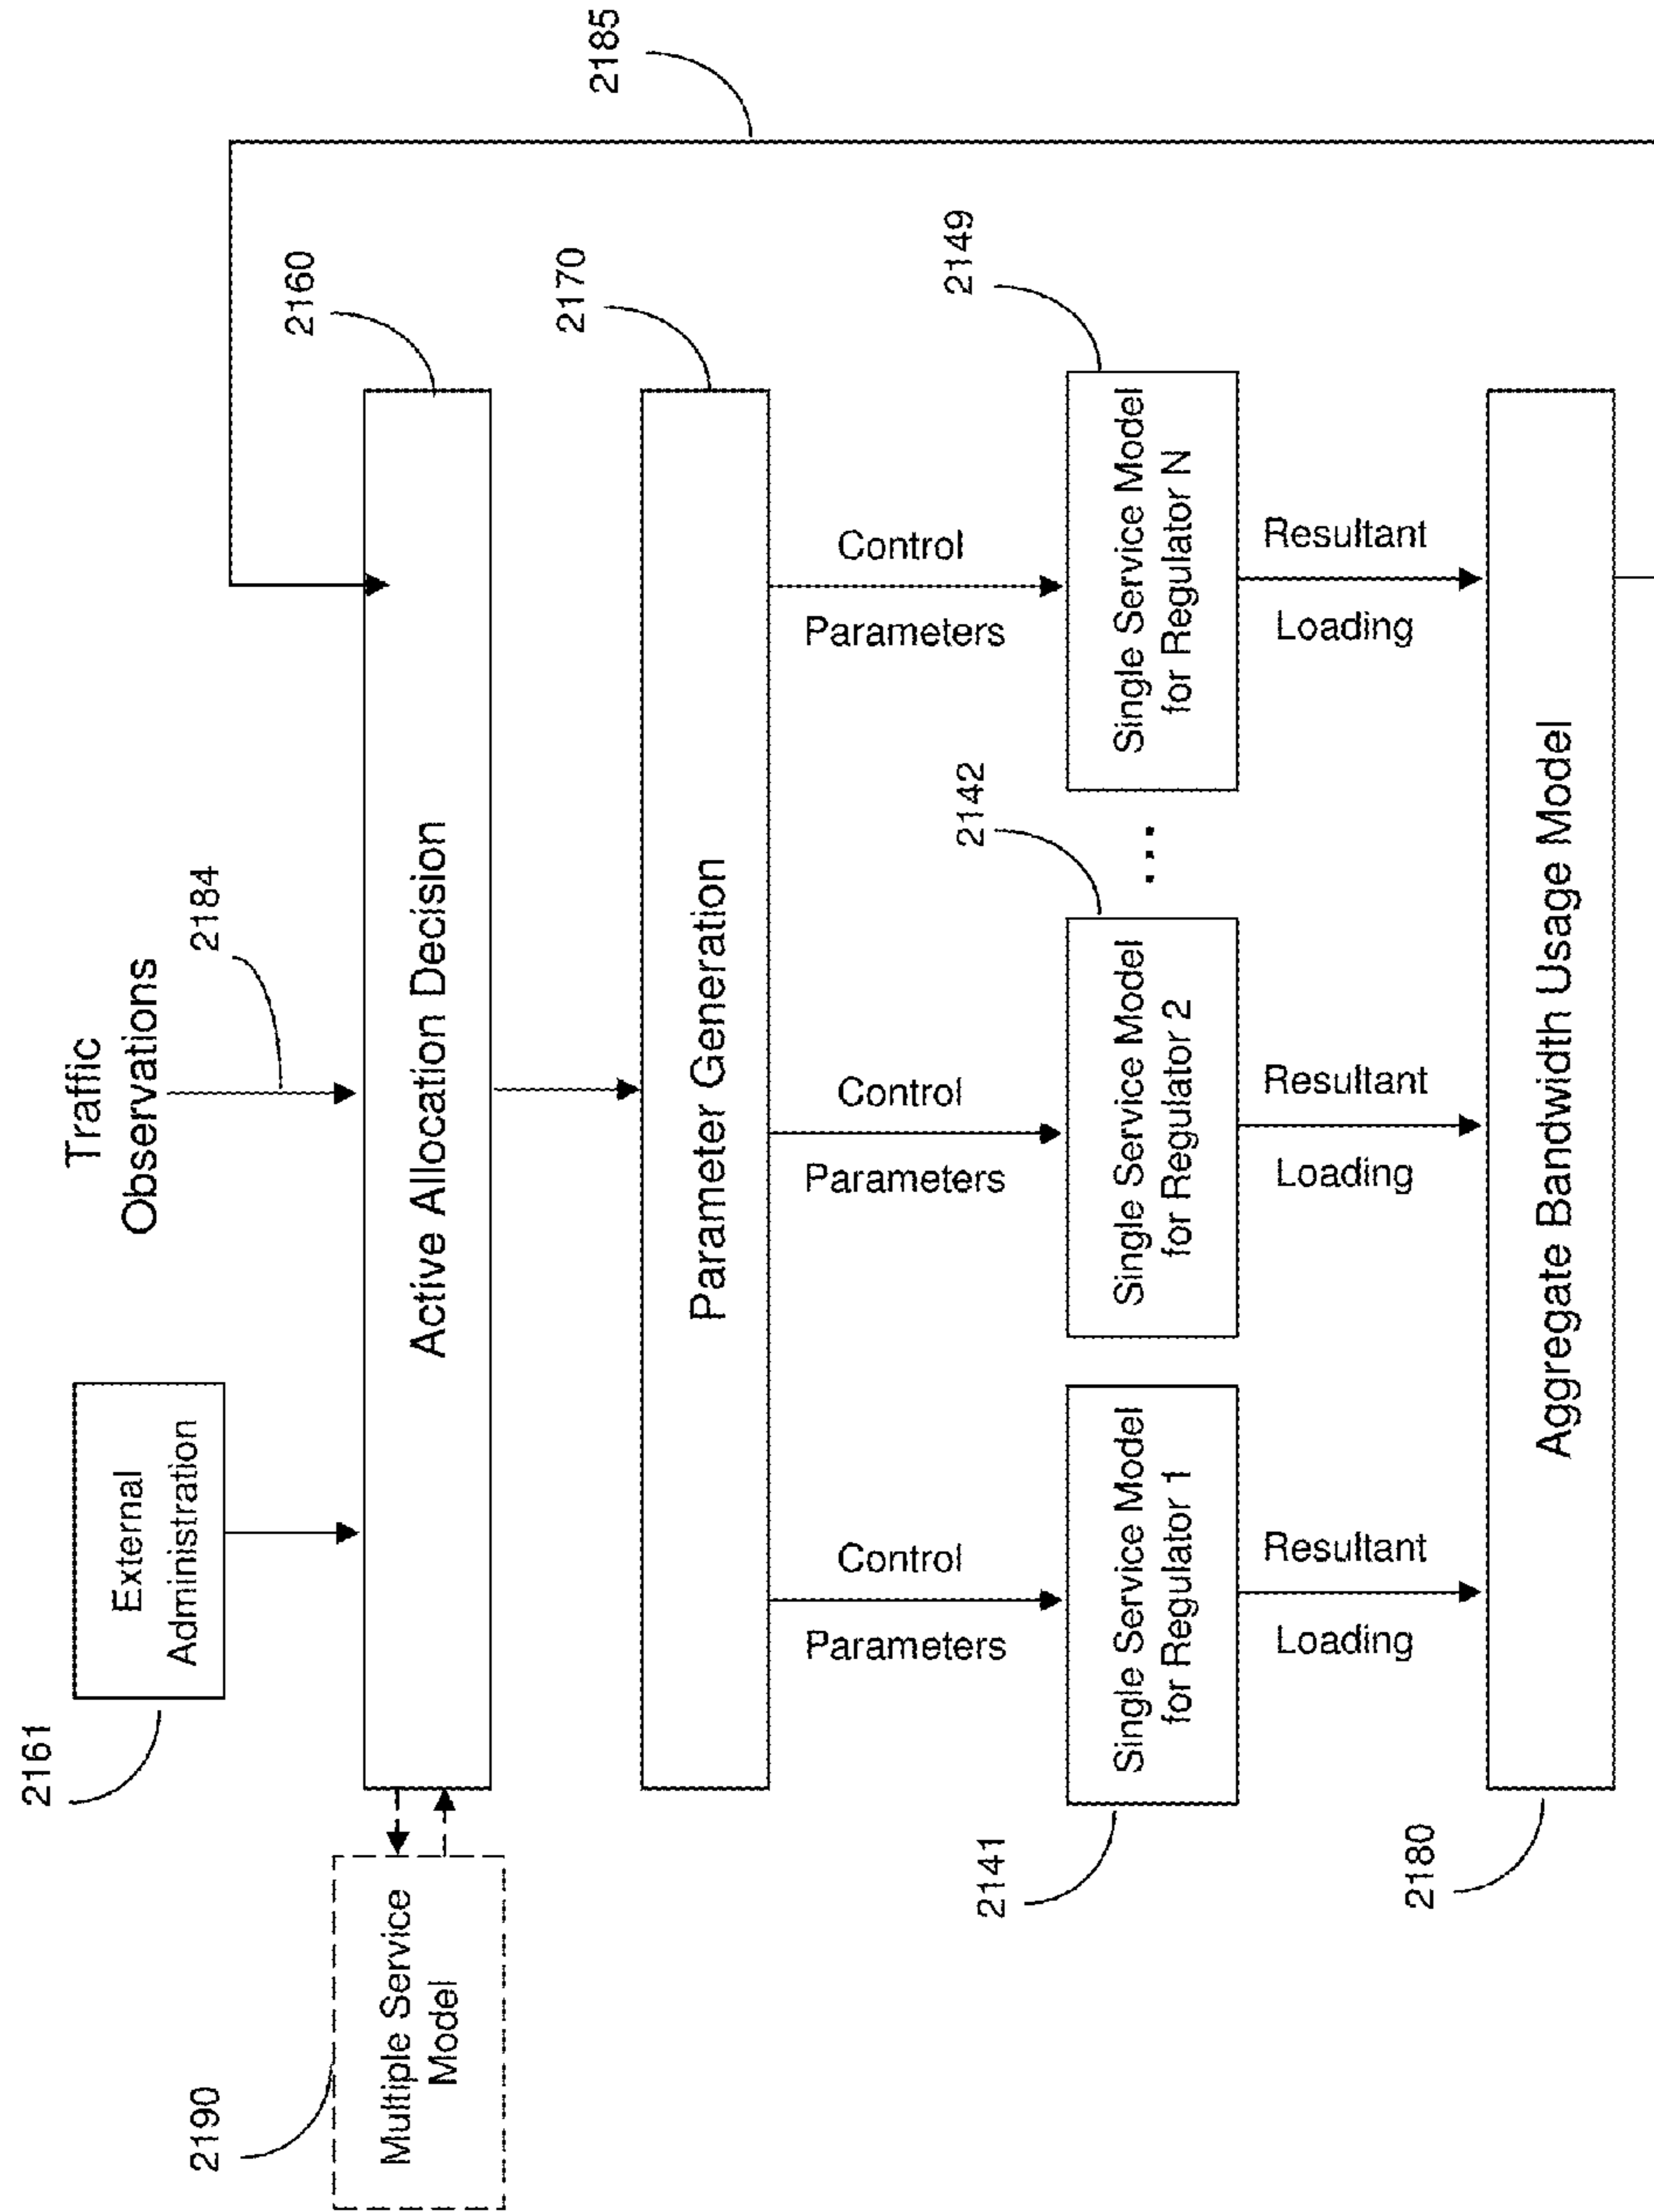 Traffic
Observations
2184
External
Administration
2161
2185
Active Allocation Decision
2160
Multiple Service
Model
2190
Parameter Generation
2170
Control
Parameters
Control
Parameters
Control
Parameters
Single Service Model
for Regulator 1
2141
Single Service Model
for Regulator 2
2142
...
Single Service Model
for Regulator N
2149
Resultant
Loading
Resultant
Loading
Resultant
Loading
Aggregate Bandwidth Usage Model
2180